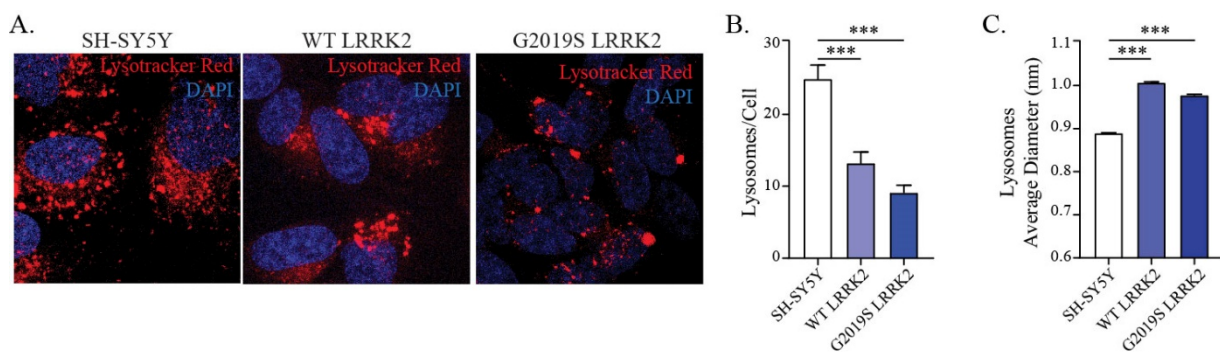 A.
SH-SY5Y
WT LRRK2
G2019S LRRK2
Lysotracker Red
DAPI
Lysotracker Red
DAPI
Lysotracker Red
DAPI
B.
***
***
Lysosomes/Cell
30
20
10
0
SH-SY5Y
WT LRRK2
G2019S LRRK2
C.
***
***
Lysosomes
Average Diameter (nm)
1.1
1.0
0.9
0.8
0.7
0.6
SH-SY5Y
WT LRRK2
G2019S LRRK2